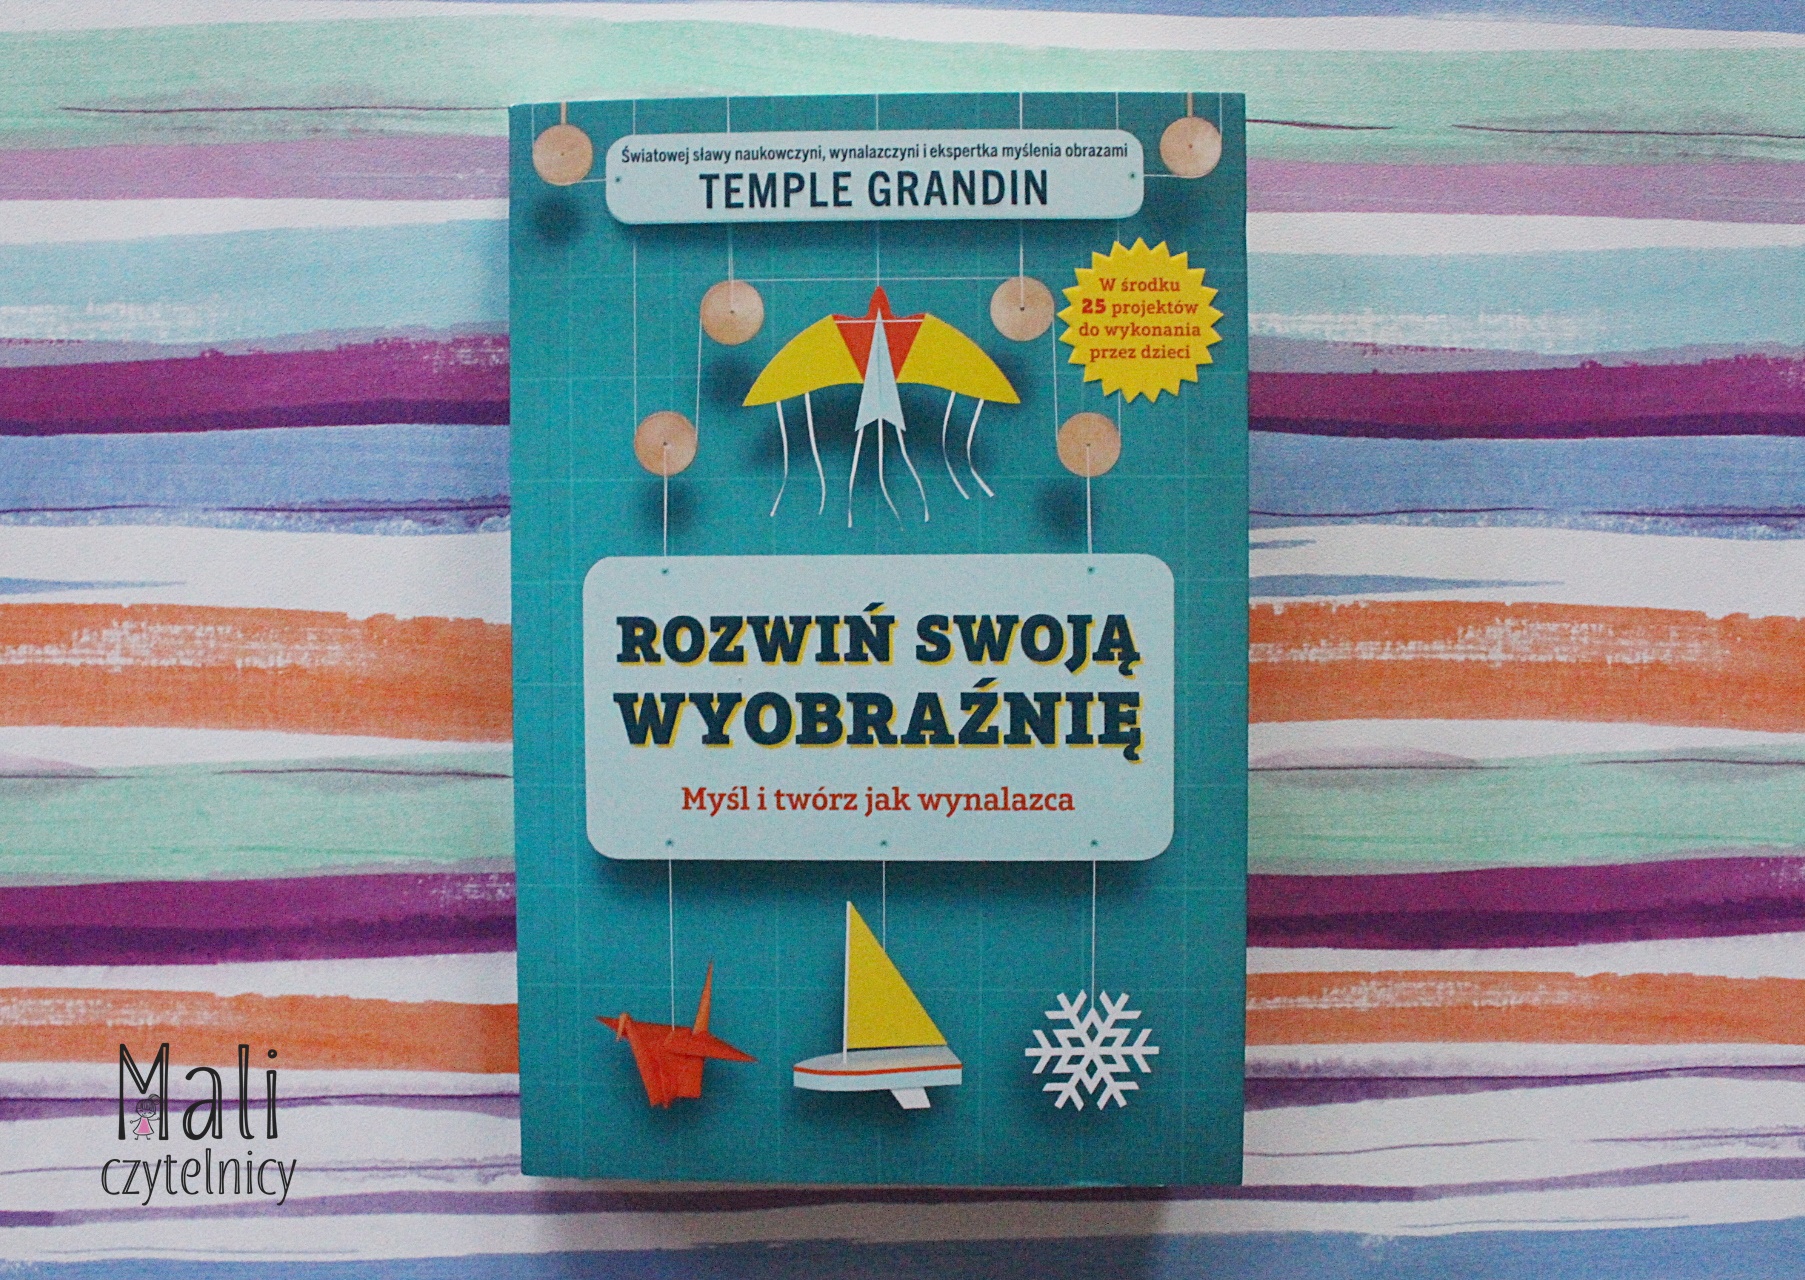 Światowej sławy naukowczyni, wynalazczyni i ekspertka myślenia obrazami
TEMPLE GRANDIN
W środku
25 projektów
do wykonania
przez dzieci
ROZWIŃ SWOJĄ
WYOBRAŹNIĘ
Myśl i twórz jak wynalazca
Mali
czytelnicy